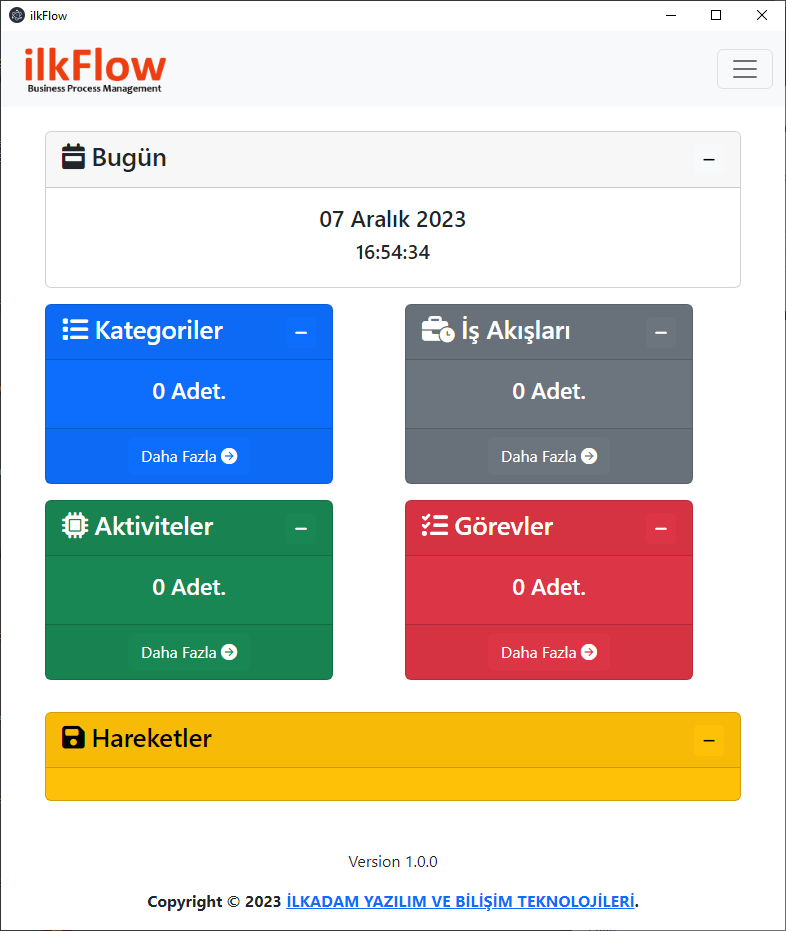 ilkFlow
ilkFlow
Business Process Management
Bugün
07 Aralık 2023
16:54:34
Kategoriler
0 Adet.
Daha Fazla
İş Akışları
0 Adet.
Daha Fazla
Aktiviteler
0 Adet.
Daha Fazla
Görevler
0 Adet.
Daha Fazla
Hareketler
Version 1.0.0
Copyright © 2023 İLKADAM YAZILIM VE BİLİŞİM TEKNOLOJİLERİ.